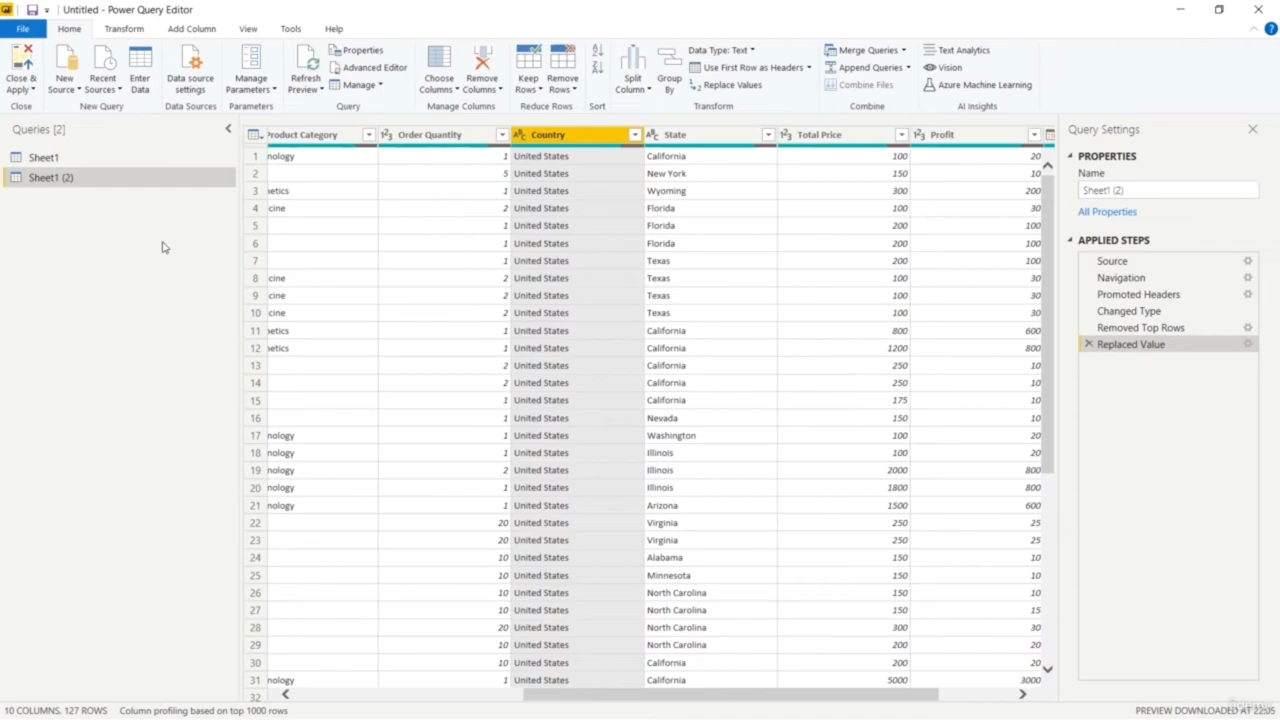 Untitled - Power Query Editor
File Home Transform Add Column View Tools Help
Close & Apply New Source Recent Sources Enter Data Data source settings Manage Parameters Refresh Preview Properties Advanced Editor Manage Choose Columns Remove Columns Keep Rows Remove Rows Split Column Group By Data Type: Text Use First Row as Headers Replace Values Merge Queries Append Queries Combine Files Text Analytics Vision Azure Machine Learning
Close New Query Data Sources Parameters Query Manage Columns Reduce Rows Sort Transform Combine AI Insights
Queries [2]
Sheet1
Sheet1 (2)
Product Category Order Quantity Country State Total Price Profit
1 nology 1 United States California 100 20
2 5 United States New York 150 10
3 netics 1 United States Wyoming 300 200
4 cine 2 United States Florida 100 30
5 1 United States Florida 200 100
6 1 United States Florida 200 100
7 1 United States Texas 200 100
8 cine 2 United States Texas 100 30
9 cine 2 United States Texas 100 30
10 cine 2 United States Texas 100 30
11 netics 1 United States California 800 600
12 netics 1 United States California 1200 800
13 2 United States California 250 10
14 2 United States California 250 10
15 1 United States California 175 10
16 1 United States Nevada 150 10
17 nology 1 United States Washington 100 20
18 nology 1 United States Illinois 100 20
19 nology 2 United States Illinois 2000 800
20 nology 1 United States Illinois 1800 800
21 nology 1 United States Arizona 1500 600
22 20 United States Virginia 250 25
23 20 United States Virginia 250 25
24 10 United States Alabama 150 10
25 10 United States Minnesota 150 10
26 10 United States North Carolina 150 10
27 10 United States North Carolina 150 15
28 20 United States North Carolina 300 30
29 10 United States North Carolina 200 20
30 10 United States California 200 20
31 nology 1 United States California 5000 3000
32
Query Settings
PROPERTIES
Name
Sheet1 (2)
All Properties
APPLIED STEPS
Source
Navigation
Promoted Headers
Changed Type
Removed Top Rows
Replaced Value
10 COLUMNS, 127 ROWS Column profiling based on top 1000 rows PREVIEW DOWNLOADED AT 22:05